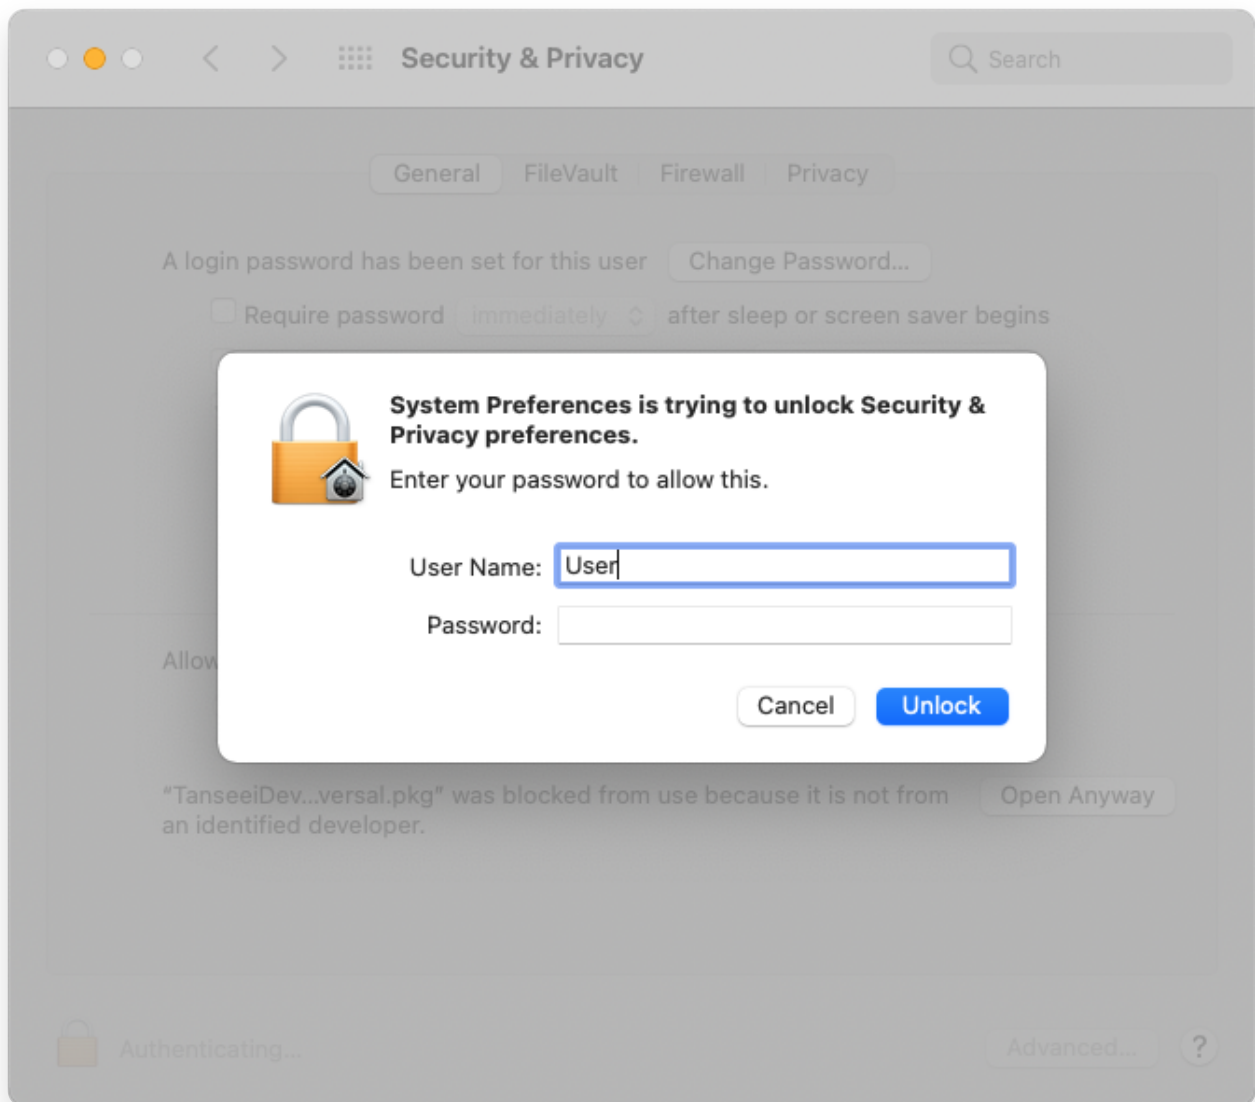 Security & Privacy
Search
General FileVault Firewall Privacy
A login password has been set for this user Change Password...
Require password immediately after sleep or screen saver begins
System Preferences is trying to unlock Security &
Privacy preferences.
Enter your password to allow this.
User Name: User
Password:
Cancel Unlock
Allow
“TanseeiDev...versal.pkg” was blocked from use because it is not from
an identified developer.
Open Anyway
Authenticating...
Advanced... ?